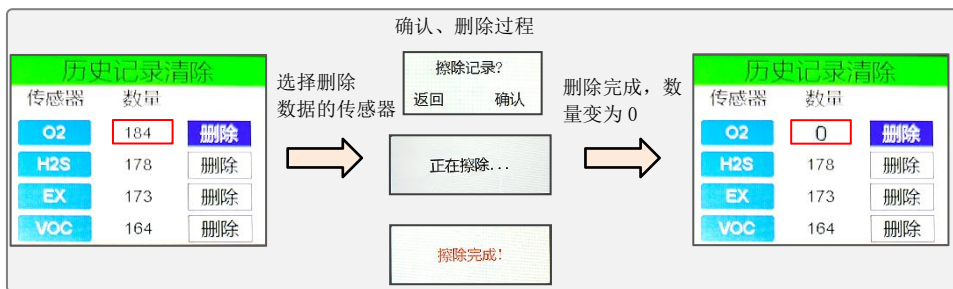 确认、删除过程
历史记录清除
传感器 数量
O2 184 删除
H2S 178 删除
EX 173 删除
VOC 164 删除
选择删除
数据的传感器
擦除记录?
返回 确认
正在擦除...
擦除完成!
删除完成，数
量变为 0
历史记录清除
传感器 数量
O2 0 删除
H2S 178 删除
EX 173 删除
VOC 164 删除